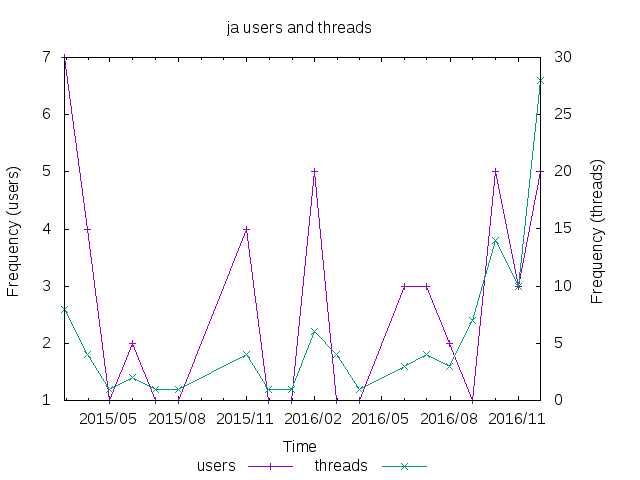 ja users and threads
7
6
5
4
3
2
1
30
25
20
15
10
5
0
Frequency (users)
Frequency (threads)
2015/05 2015/08 2015/11 2016/02 2016/05 2016/08 2016/11
Time
users threads